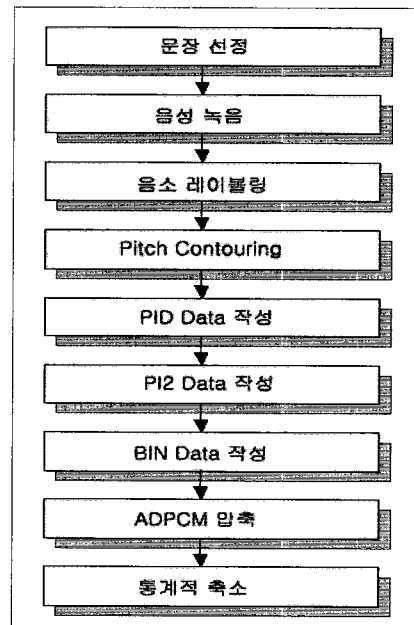 문장 선정
음성 녹음
음소 레이블링
Pitch Contouring
PID Data 작성
PI2 Data 작성
BIN Data 작성
ADPCM 압축
통계적 축소